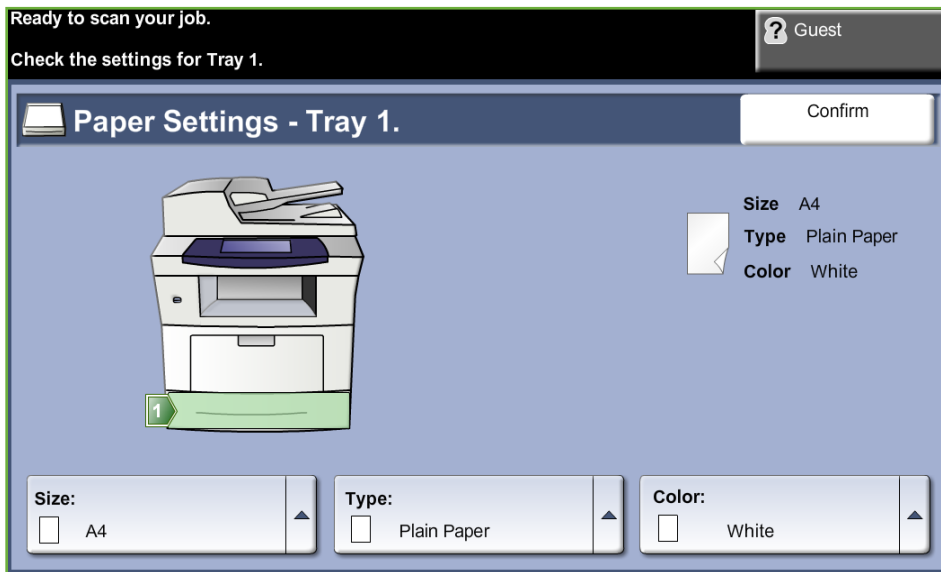 Ready to scan your job.
Check the settings for Tray 1.
? Guest
Paper Settings - Tray 1.
Confirm
Size A4
Type Plain Paper
Color White
1
Size:
A4
Type:
Plain Paper
Color:
White